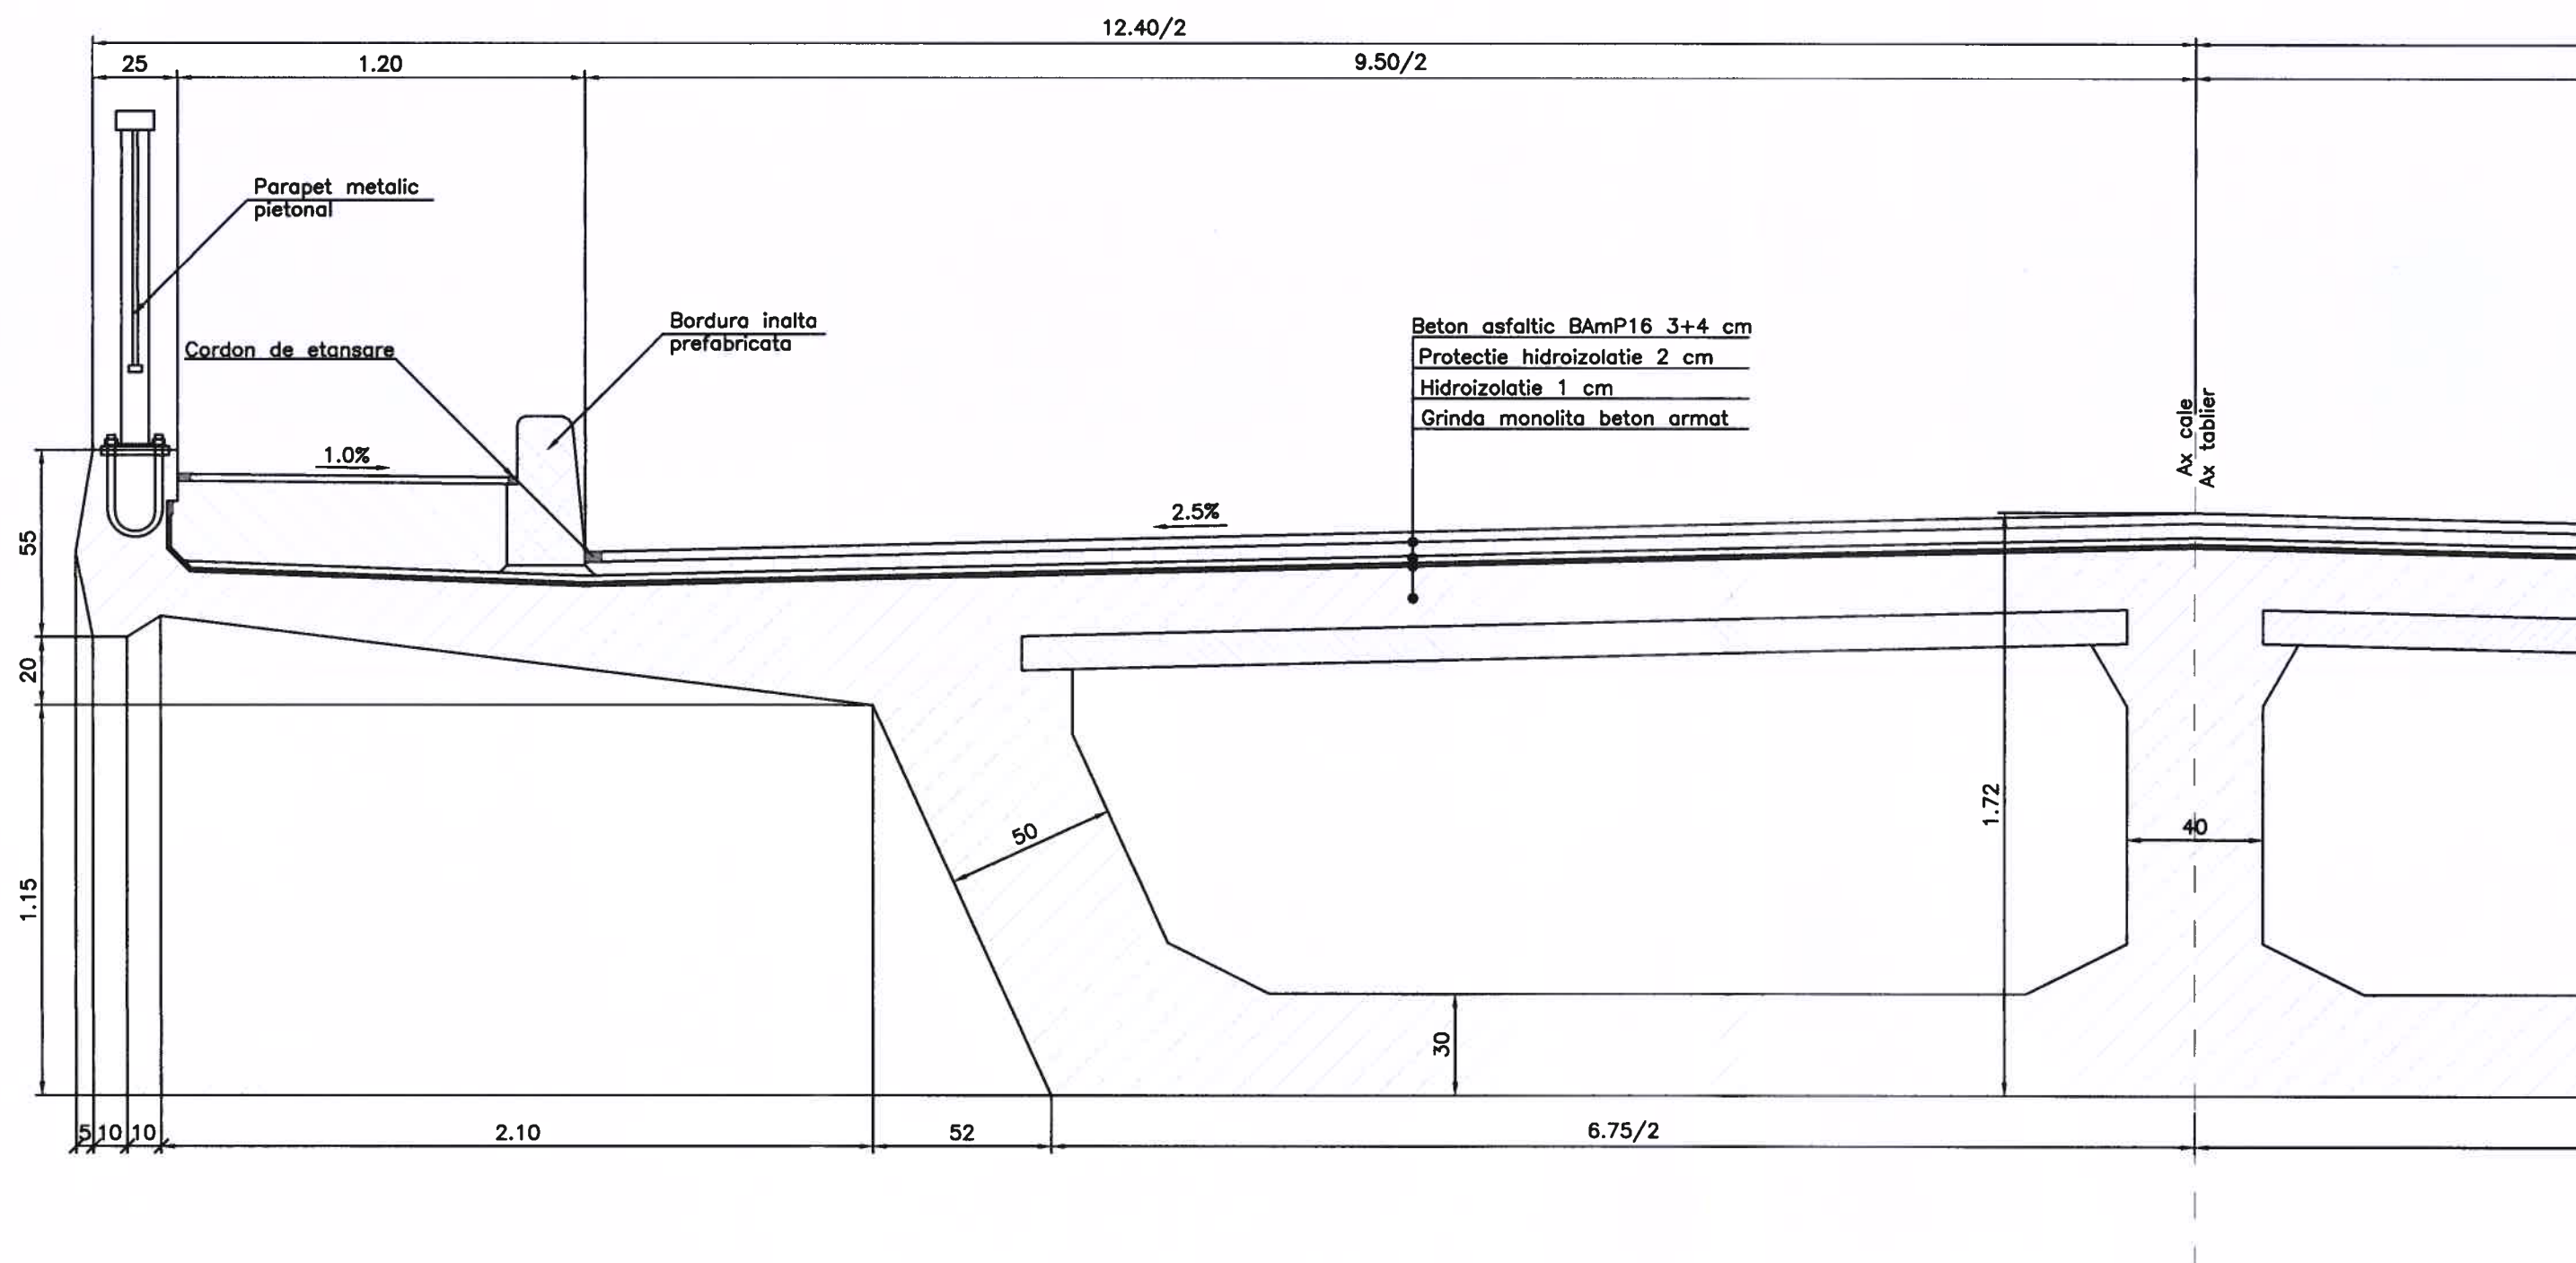 12.40/2
25
1.20
9.50/2
Parapet metalic
pietonal
Bordura inalta
prefabricata
Cordon de etansare
Beton asfaltic BAmP16 3+4 cm
Protectie hidroizolatie 2 cm
Hidroizolatie 1 cm
Grinda monolita beton armat
Ax cale
Ax tablier
1.0%
2.5%
55
20
1.15
50
1.72
40
30
5
10
10
2.10
52
6.75/2